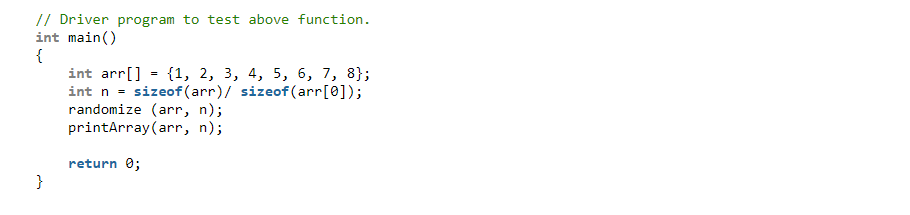 // Driver program to test above function.
int main()
{
    int arr[] = {1, 2, 3, 4, 5, 6, 7, 8};
    int n = sizeof(arr)/ sizeof(arr[0]);
    randomize (arr, n);
    printArray(arr, n);
    return 0;
}